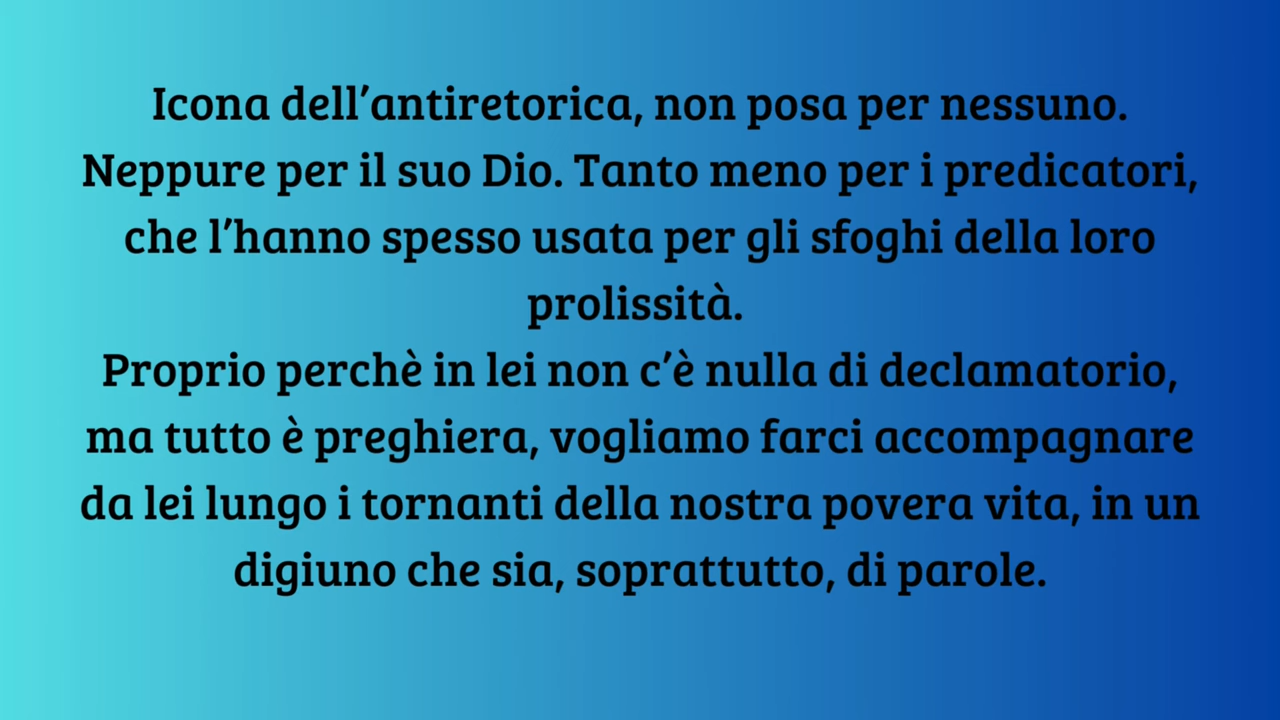 Icona dell’antiretorica, non posa per nessuno.
Neppure per il suo Dio. Tanto meno per i predicatori,
che l’hanno spesso usata per gli sfoghi della loro
prolissità.
Proprio perchè in lei non c’è nulla di declamatorio,
ma tutto è preghiera, vogliamo farci accompagnare
da lei lungo i tornanti della nostra povera vita, in un
digiuno che sia, soprattutto, di parole.